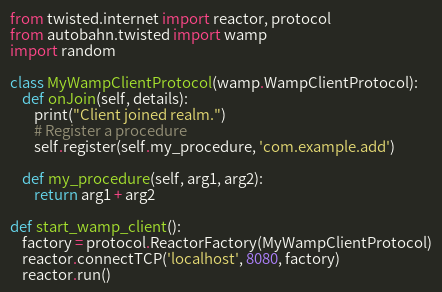 from twisted.internet import reactor, protocol
from autobahn.twisted import wamp
import random

class MyWampClientProtocol(wamp.WampClientProtocol):
    def onJoin(self, details):
        print("Client joined realm.")
        # Register a procedure
        self.register(self.my_procedure, 'com.example.add')

    def my_procedure(self, arg1, arg2):
        return arg1 + arg2

def start_wamp_client():
    factory = protocol.ReactorFactory(MyWampClientProtocol)
    reactor.connectTCP('localhost', 8080, factory)
    reactor.run()